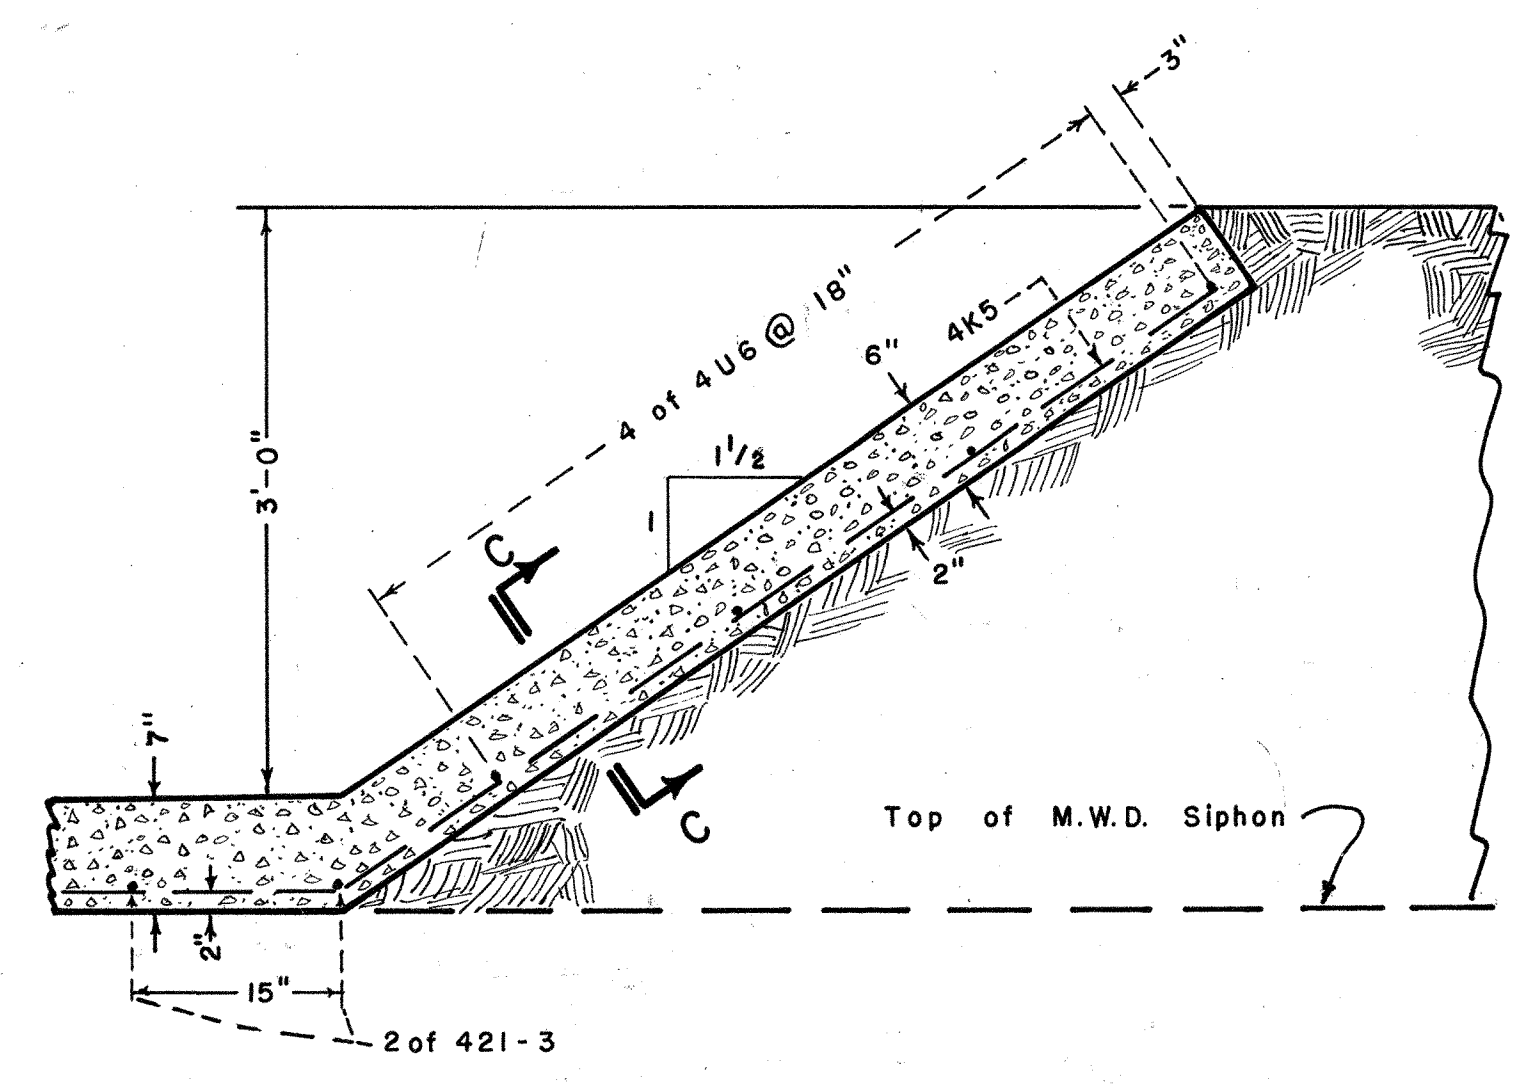 3"
4 of 4U6 @ 18"
4K5
6"
1 1/2
1
3'-0"
C
2"
7"
C
Top of M.W.D. Siphon
2"
15"
2 of 421-3